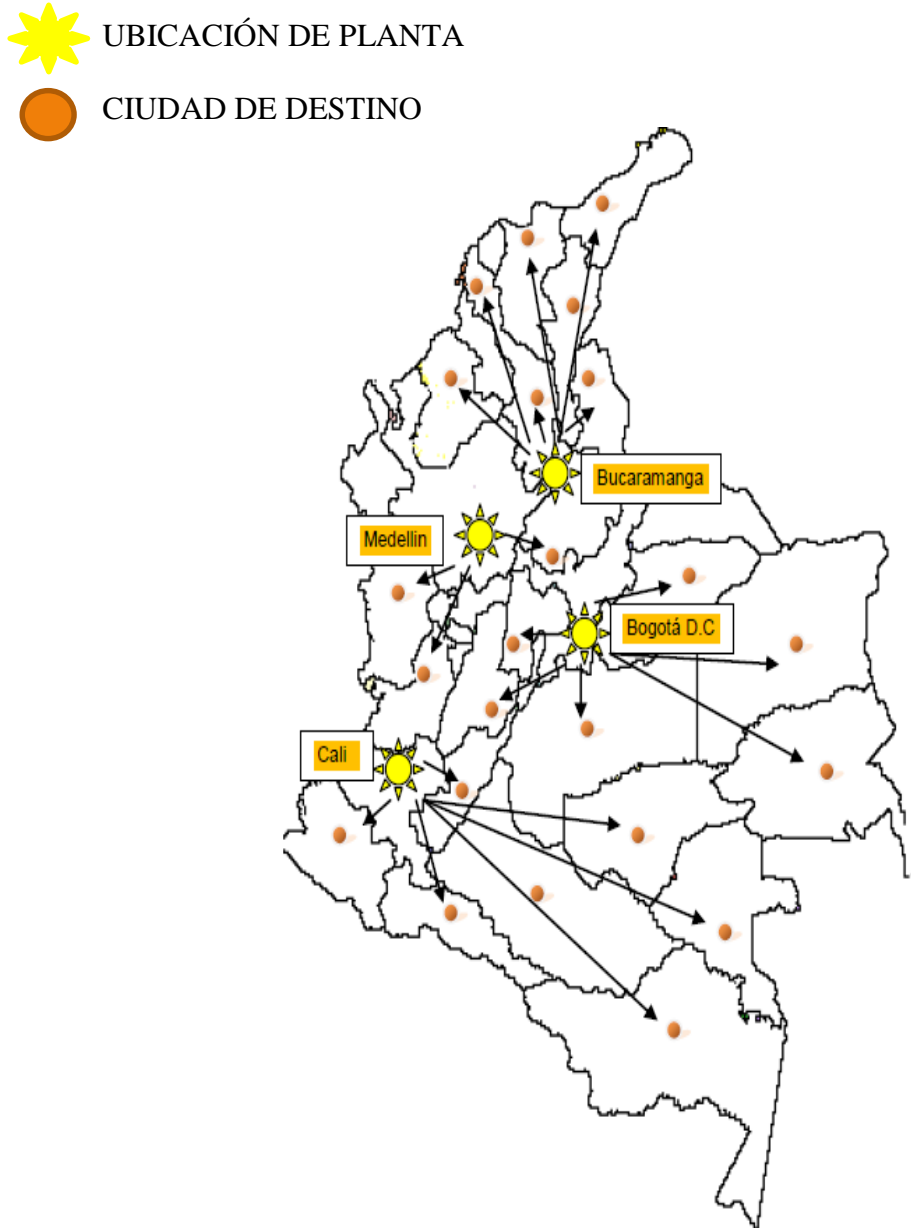 UBICACIÓN DE PLANTA
CIUDAD DE DESTINO
Bucaramanga
Medellin
Bogotá D.C
Cali